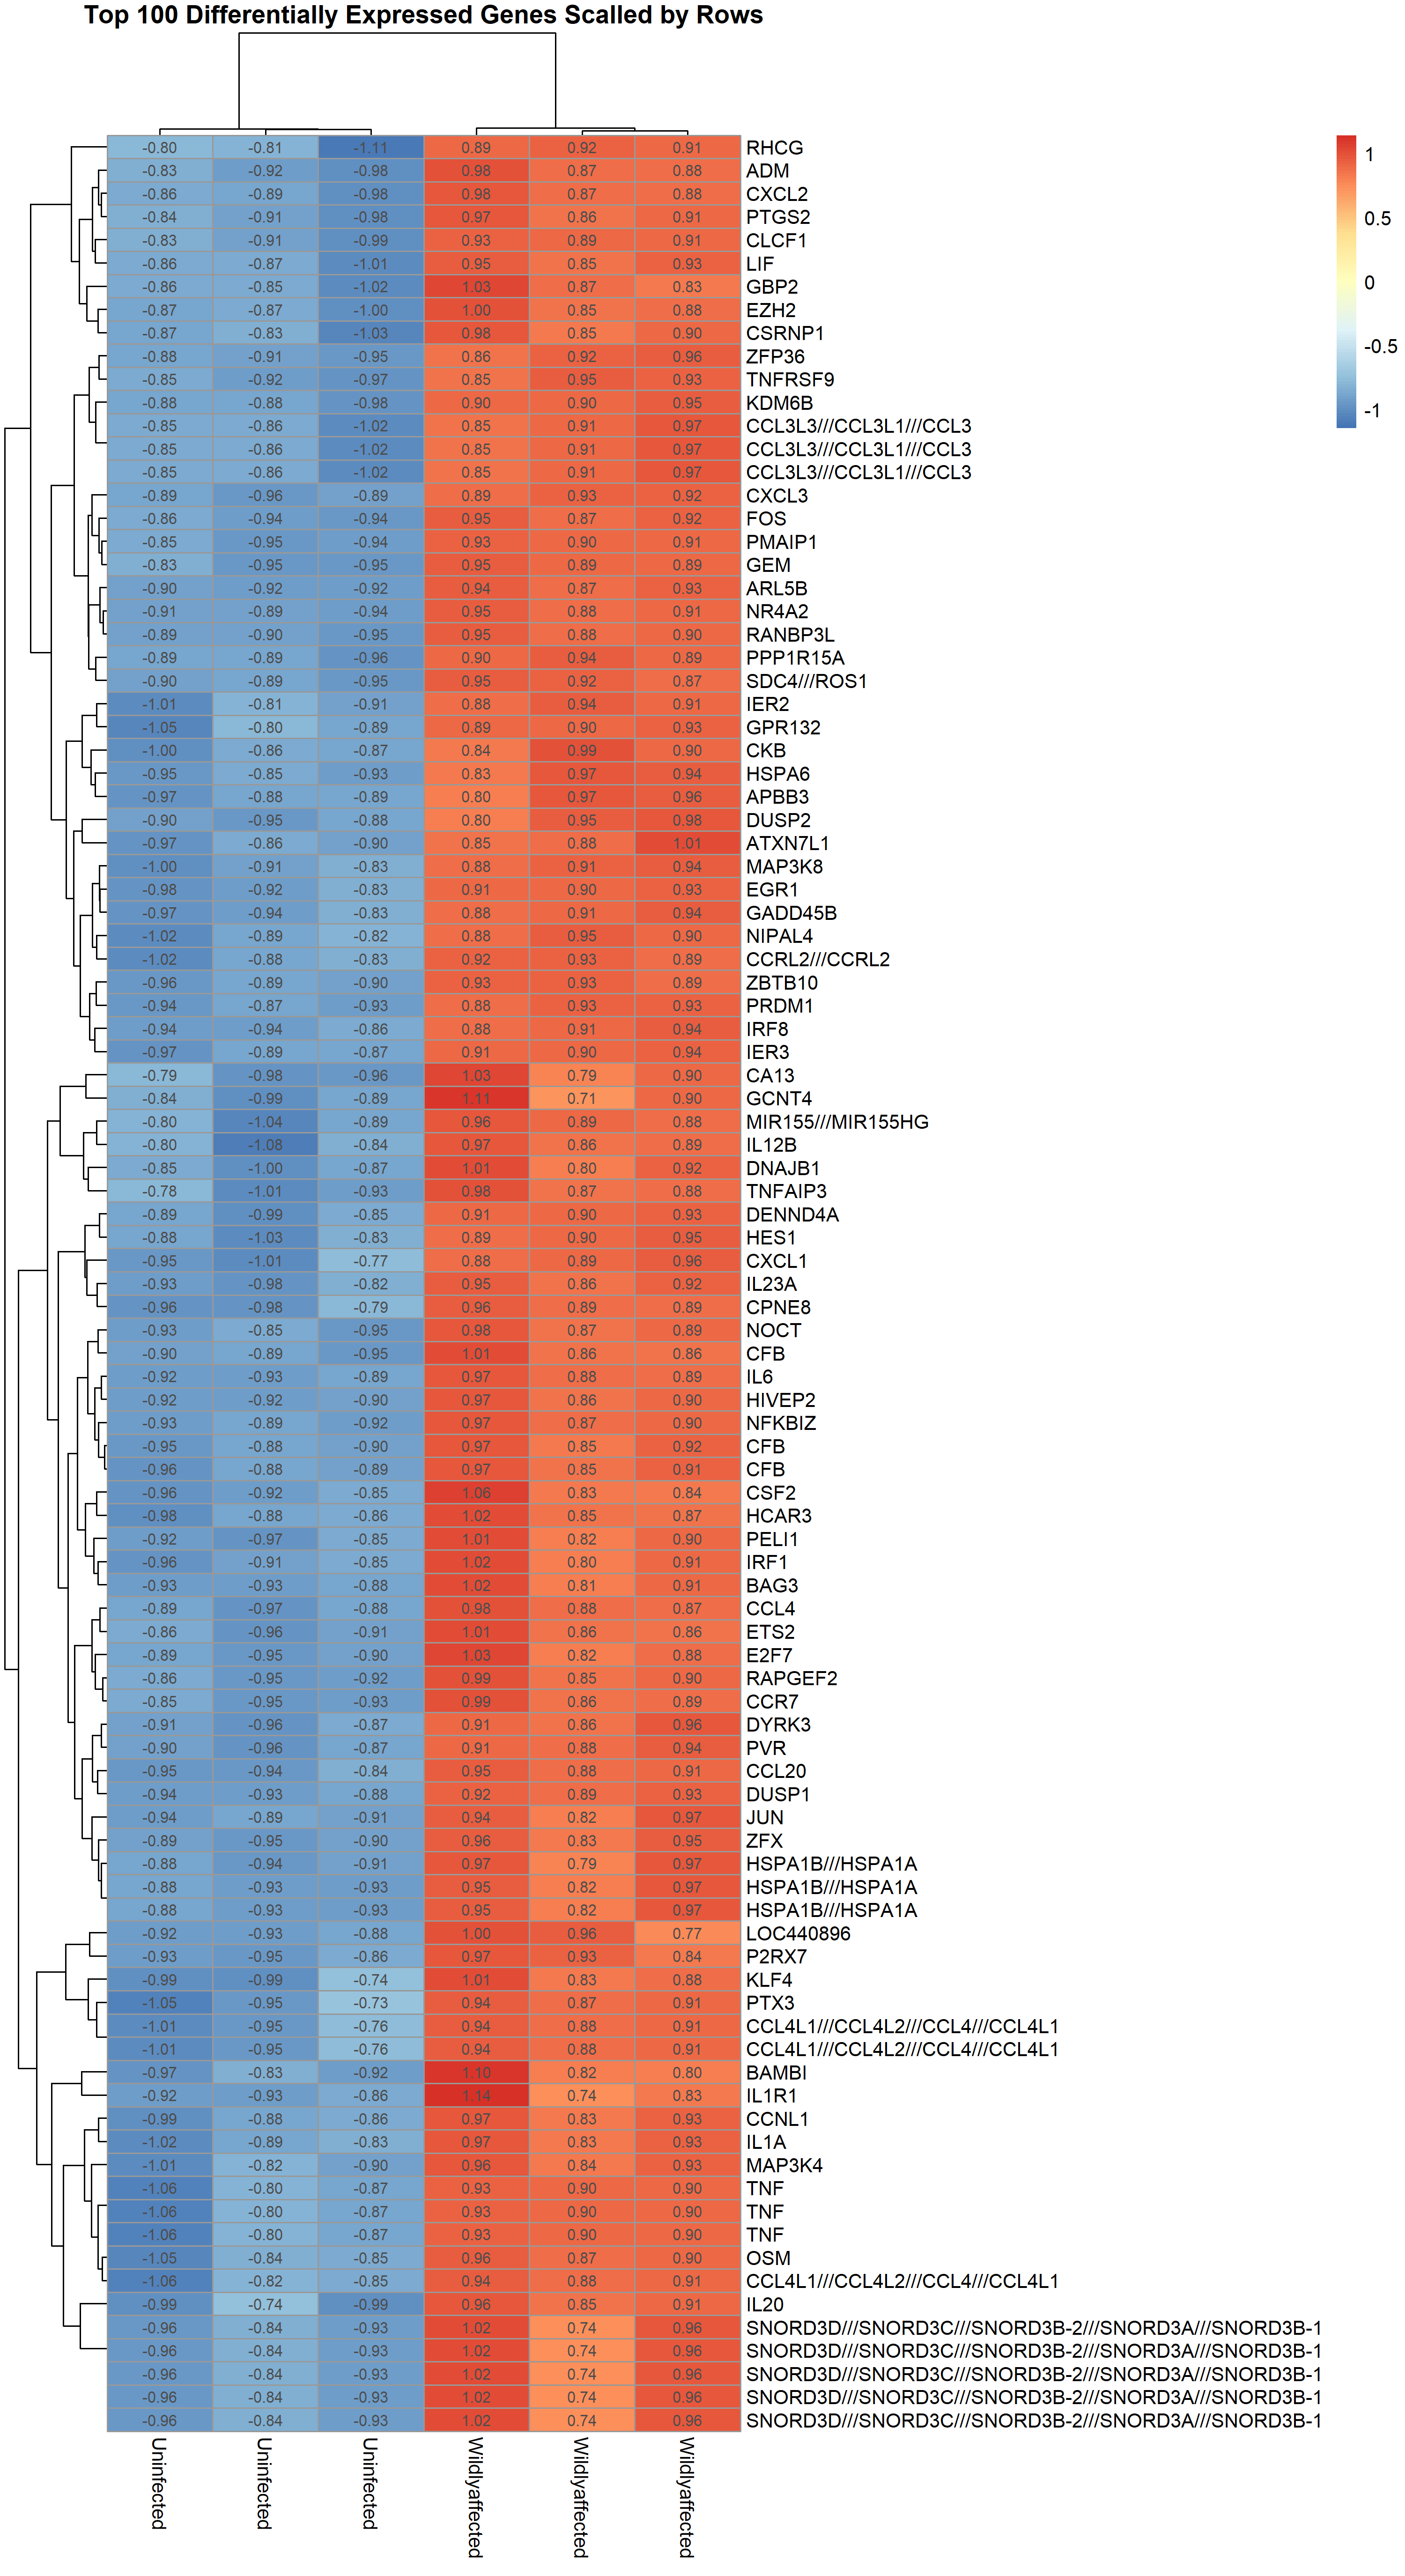 Top 100 Differentially Expressed Genes Scalled by Rows
-0.80 -0.81 -1.11 0.89 0.92 0.91 RHCG
-0.83 -0.92 -0.98 0.98 0.87 0.88 ADM
-0.86 -0.89 -0.98 0.98 0.87 0.88 CXCL2
-0.84 -0.91 -0.98 0.97 0.86 0.91 PTGS2
-0.83 -0.91 -0.99 0.93 0.89 0.91 CLCF1
-0.86 -0.87 -1.01 0.95 0.85 0.93 LIF
-0.86 -0.85 -1.02 1.03 0.87 0.83 GBP2
-0.87 -0.87 -1.00 1.00 0.85 0.88 EZH2
-0.87 -0.83 -1.03 0.98 0.85 0.90 CSRNP1
-0.88 -0.91 -0.95 0.86 0.92 0.96 ZFP36
-0.85 -0.92 -0.97 0.85 0.95 0.93 TNFRSF9
-0.88 -0.88 -0.98 0.90 0.90 0.95 KDM6B
-0.85 -0.86 -1.02 0.85 0.91 0.97 CCL3L3///CCL3L1///CCL3
-0.85 -0.86 -1.02 0.85 0.91 0.97 CCL3L3///CCL3L1///CCL3
-0.85 -0.86 -1.02 0.85 0.91 0.97 CCL3L3///CCL3L1///CCL3
-0.89 -0.96 -0.89 0.89 0.93 0.92 CXCL3
-0.86 -0.94 -0.94 0.95 0.87 0.92 FOS
-0.85 -0.95 -0.94 0.93 0.90 0.91 PMAIP1
-0.83 -0.95 -0.95 0.95 0.89 0.89 GEM
-0.90 -0.92 -0.92 0.94 0.87 0.93 ARL5B
-0.91 -0.89 -0.94 0.95 0.88 0.91 NR4A2
-0.89 -0.90 -0.95 0.95 0.88 0.90 RANBP3L
-0.89 -0.89 -0.96 0.90 0.94 0.89 PPP1R15A
-0.90 -0.89 -0.95 0.95 0.92 0.87 SDC4///ROS1
-1.01 -0.81 -0.91 0.88 0.94 0.91 IER2
-1.05 -0.80 -0.89 0.89 0.90 0.93 GPR132
-1.00 -0.86 -0.87 0.84 0.99 0.90 CKB
-0.95 -0.85 -0.93 0.83 0.97 0.94 HSPA6
-0.97 -0.88 -0.89 0.80 0.97 0.96 APBB3
-0.90 -0.95 -0.88 0.80 0.95 0.98 DUSP2
-0.97 -0.86 -0.90 0.85 0.88 1.01 ATXN7L1
-1.00 -0.91 -0.83 0.88 0.91 0.94 MAP3K8
-0.98 -0.92 -0.83 0.91 0.90 0.93 EGR1
-0.97 -0.94 -0.83 0.88 0.91 0.94 GADD45B
-1.02 -0.89 -0.82 0.88 0.95 0.90 NIPAL4
-1.02 -0.88 -0.83 0.92 0.93 0.89 CCRL2///CCRL2
-0.96 -0.89 -0.90 0.93 0.93 0.89 ZBTB10
-0.94 -0.87 -0.93 0.88 0.93 0.93 PRDM1
-0.94 -0.94 -0.86 0.88 0.91 0.94 IRF8
-0.97 -0.89 -0.87 0.91 0.90 0.94 IER3
-0.79 -0.98 -0.96 1.03 0.79 0.90 CA13
-0.84 -0.99 -0.89 1.11 0.71 0.90 GCNT4
-0.80 -1.04 -0.89 0.96 0.89 0.88 MIR155///MIR155HG
-0.80 -1.08 -0.84 0.97 0.86 0.89 IL12B
-0.85 -1.00 -0.87 1.01 0.80 0.92 DNAJB1
-0.78 -1.01 -0.93 0.98 0.87 0.88 TNFAIP3
-0.89 -0.99 -0.85 0.91 0.90 0.93 DENND4A
-0.88 -1.03 -0.83 0.89 0.90 0.95 HES1
-0.95 -1.01 -0.77 0.88 0.89 0.96 CXCL1
-0.93 -0.98 -0.82 0.95 0.86 0.92 IL23A
-0.96 -0.98 -0.79 0.96 0.89 0.89 CPNE8
-0.93 -0.85 -0.95 0.98 0.87 0.89 NOCT
-0.90 -0.89 -0.95 1.01 0.86 0.86 CFB
-0.92 -0.93 -0.89 0.97 0.88 0.89 IL6
-0.92 -0.92 -0.90 0.97 0.86 0.90 HIVEP2
-0.93 -0.89 -0.92 0.97 0.87 0.90 NFKBIZ
-0.95 -0.88 -0.90 0.97 0.85 0.92 CFB
-0.96 -0.88 -0.89 0.97 0.85 0.91 CFB
-0.96 -0.92 -0.85 1.06 0.83 0.84 CSF2
-0.98 -0.88 -0.86 1.02 0.85 0.87 HCAR3
-0.92 -0.97 -0.85 1.01 0.82 0.90 PELI1
-0.96 -0.91 -0.85 1.02 0.80 0.91 IRF1
-0.93 -0.93 -0.88 1.02 0.81 0.91 BAG3
-0.89 -0.97 -0.88 0.98 0.88 0.87 CCL4
-0.86 -0.96 -0.91 1.01 0.86 0.86 ETS2
-0.89 -0.95 -0.90 1.03 0.82 0.88 E2F7
-0.86 -0.95 -0.92 0.99 0.85 0.90 RAPGEF2
-0.85 -0.95 -0.93 0.99 0.86 0.89 CCR7
-0.91 -0.96 -0.87 0.91 0.86 0.96 DYRK3
-0.90 -0.96 -0.87 0.91 0.88 0.94 PVR
-0.95 -0.94 -0.84 0.95 0.88 0.91 CCL20
-0.94 -0.93 -0.88 0.92 0.89 0.93 DUSP1
-0.94 -0.89 -0.91 0.94 0.82 0.97 JUN
-0.89 -0.95 -0.90 0.96 0.83 0.95 ZFX
-0.88 -0.94 -0.91 0.97 0.79 0.97 HSPA1B///HSPA1A
-0.88 -0.93 -0.93 0.95 0.82 0.97 HSPA1B///HSPA1A
-0.88 -0.93 -0.93 0.95 0.82 0.97 HSPA1B///HSPA1A
-0.92 -0.93 -0.88 1.00 0.96 0.77 LOC440896
-0.93 -0.95 -0.86 0.97 0.93 0.84 P2RX7
-0.99 -0.99 -0.74 1.01 0.83 0.88 KLF4
-1.05 -0.95 -0.73 0.94 0.87 0.91 PTX3
-1.01 -0.95 -0.76 0.94 0.88 0.91 CCL4L1///CCL4L2///CCL4///CCL4L1
-1.01 -0.95 -0.76 0.94 0.88 0.91 CCL4L1///CCL4L2///CCL4///CCL4L1
-0.97 -0.83 -0.92 1.10 0.82 0.80 BAMBI
-0.92 -0.93 -0.86 1.14 0.74 0.83 IL1R1
-0.99 -0.88 -0.86 0.97 0.83 0.93 CCNL1
-1.02 -0.89 -0.83 0.97 0.83 0.93 IL1A
-1.01 -0.82 -0.90 0.96 0.84 0.93 MAP3K4
-1.06 -0.80 -0.87 0.93 0.90 0.90 TNF
-1.06 -0.80 -0.87 0.93 0.90 0.90 TNF
-1.06 -0.80 -0.87 0.93 0.90 0.90 TNF
-1.05 -0.84 -0.85 0.96 0.87 0.90 OSM
-1.06 -0.82 -0.85 0.94 0.88 0.91 CCL4L1///CCL4L2///CCL4///CCL4L1
-0.99 -0.74 -0.99 0.96 0.85 0.91 IL20
-0.96 -0.84 -0.93 1.02 0.74 0.96 SNORD3D///SNORD3C///SNORD3B-2///SNORD3A///SNORD3B-1
-0.96 -0.84 -0.93 1.02 0.74 0.96 SNORD3D///SNORD3C///SNORD3B-2///SNORD3A///SNORD3B-1
-0.96 -0.84 -0.93 1.02 0.74 0.96 SNORD3D///SNORD3C///SNORD3B-2///SNORD3A///SNORD3B-1
-0.96 -0.84 -0.93 1.02 0.74 0.96 SNORD3D///SNORD3C///SNORD3B-2///SNORD3A///SNORD3B-1
-0.96 -0.84 -0.93 1.02 0.74 0.96 SNORD3D///SNORD3C///SNORD3B-2///SNORD3A///SNORD3B-1
Uninfected
Uninfected
Uninfected
Wildlyaffected
Wildlyaffected
Wildlyaffected
1
0.5
0
-0.5
-1